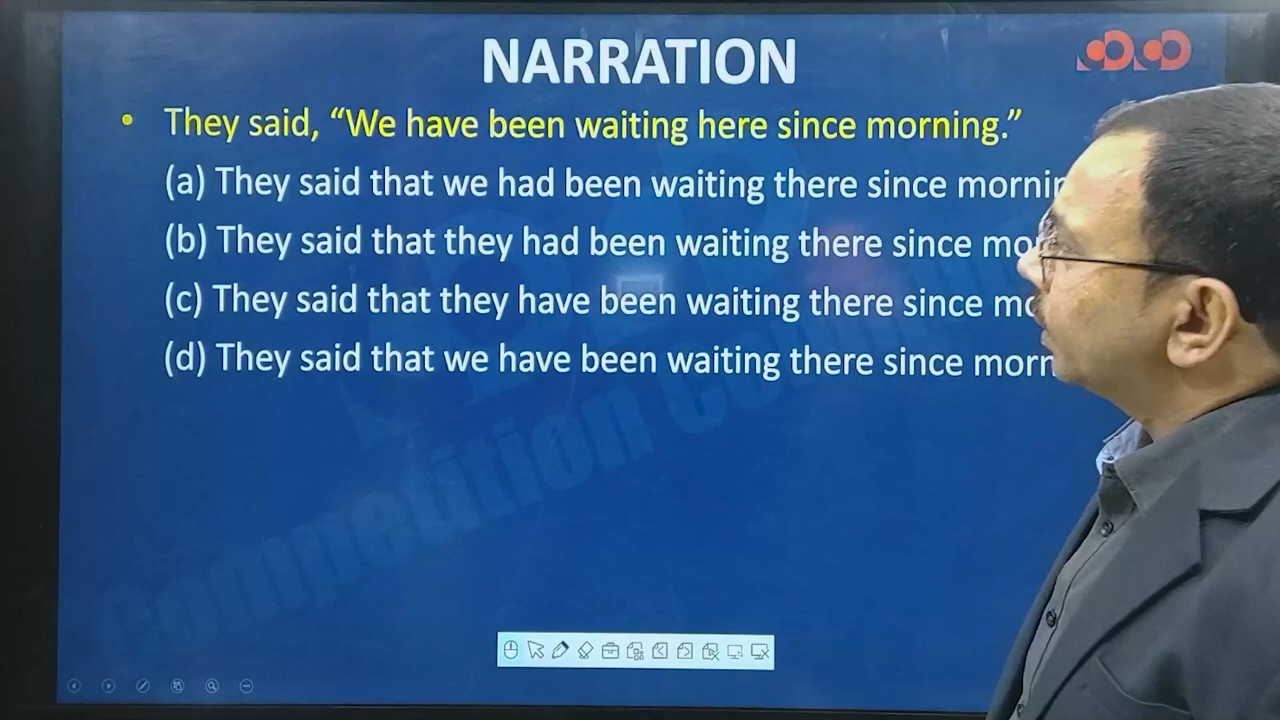 NARRATION
• They said, “We have been waiting here since morning.”
(a) They said that we had been waiting there since
(b) They said that they had been waiting there since
(c) They said that they have been waiting there since
(d) They said that we have been waiting there since
Competition